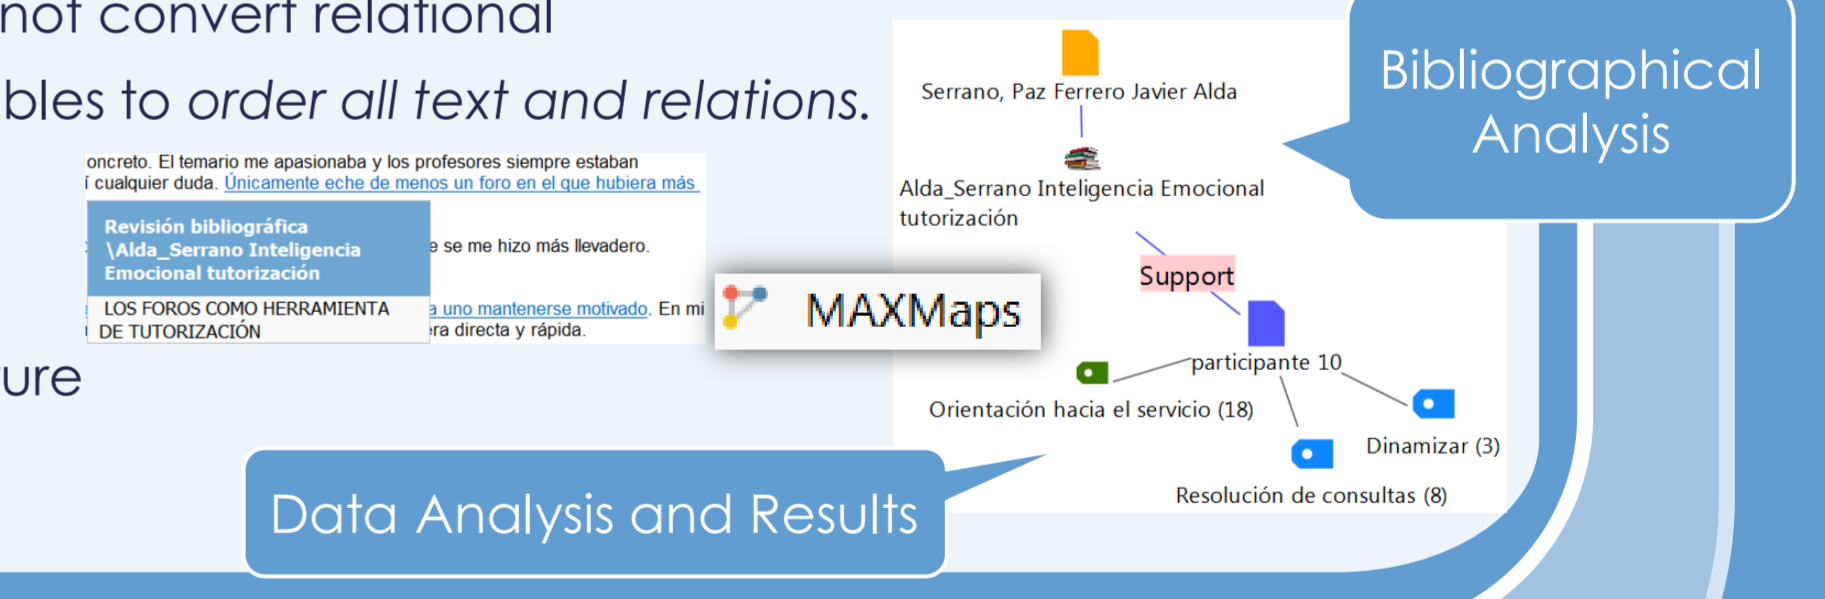 not convert relational
bles to order all text and relations.
oncreto. El temario me apasionaba y los profesores siempre estaban
í cualquier duda. Únicamente eche de menos un foro en el que hubiera más
Revisión bibliográfica
\Alda_Serrano Inteligencia
Emocional tutorización
e se me hizo más llevadero.
LOS FOROS COMO HERRAMIENTA
DE TUTORIZACIÓN
a uno mantenerse motivado. En mi
ra directa y rápida.
ure
MAXMaps
Serrano, Paz Ferrero Javier Alda
Alda_Serrano Inteligencia Emocional
tutorización
Support
participante 10
Orientación hacia el servicio (18)
Dinamizar (3)
Resolución de consultas (8)
Bibliographical
Analysis
Data Analysis and Results